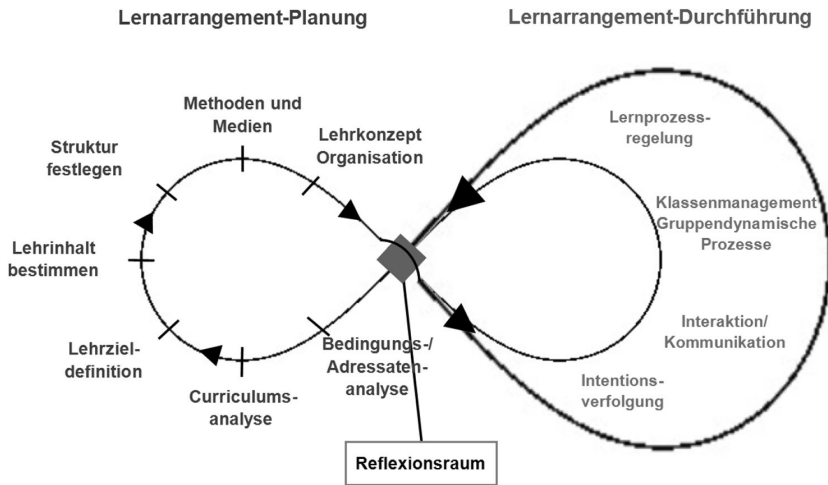 Lernarrangement-Planung
Lernarrangement-Durchführung
Methoden und
Medien
Lehrkonzept
Organisation
Struktur
festlegen
Lehrinhalt
bestimmen
Lehrziel-
definition
Curriculums-
analyse
Bedingungs-/
Adressaten-
analyse
Lernprozess-
regelung
Klassenmanagement
Gruppendynamische
Prozesse
Interaktion/
Kommunikation
Intentions-
verfolgung
Reflexionsraum